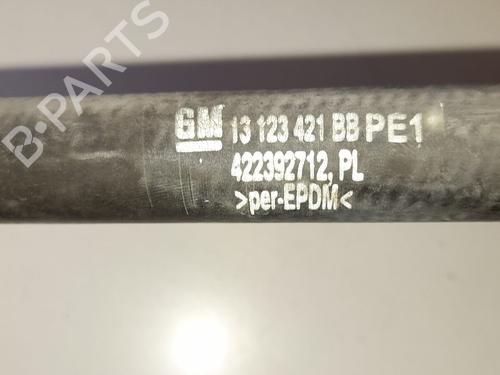 GM 13 123 421 BB PE1
422392712, PL
>per-EPDM<
B-Parts